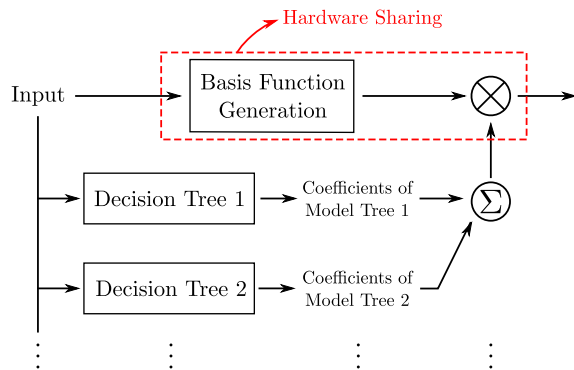 Hardware Sharing
Input
Basis Function
Generation
Decision Tree 1
Coefficients of
Model Tree 1
Σ
Decision Tree 2
Coefficients of
Model Tree 2